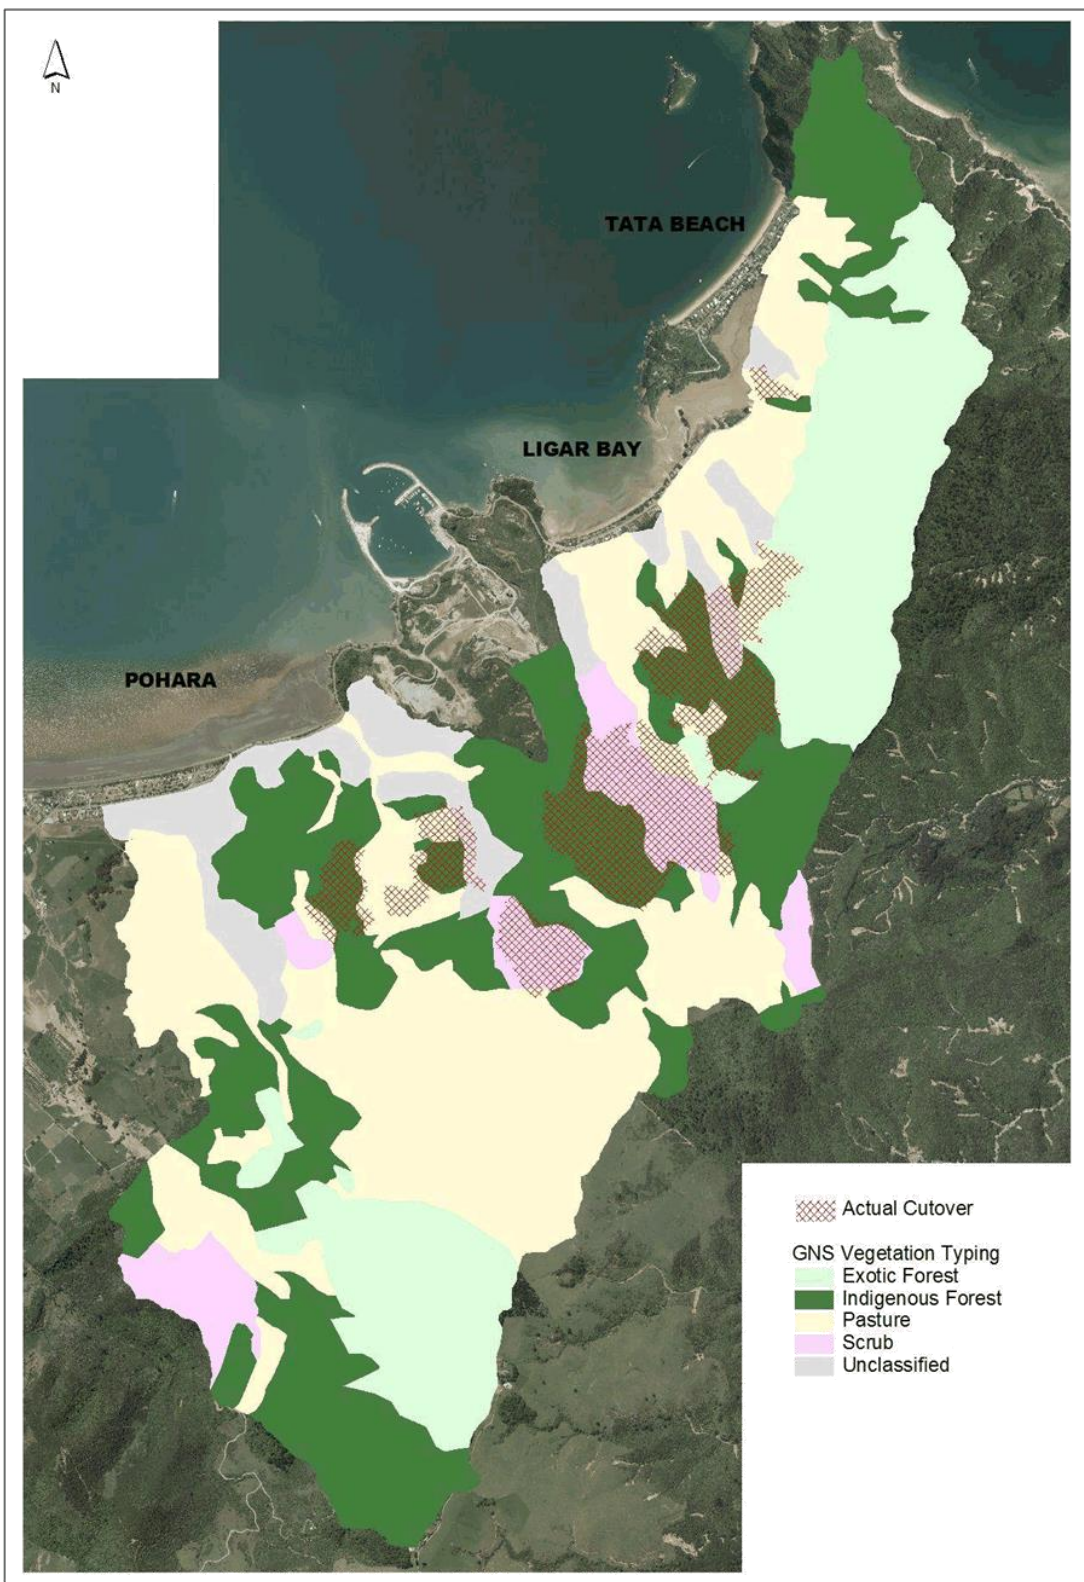 N
TATA BEACH
LIGAR BAY
POHARA
Actual Cutover
GNS Vegetation Typing
Exotic Forest
Indigenous Forest
Pasture
Scrub
Unclassified